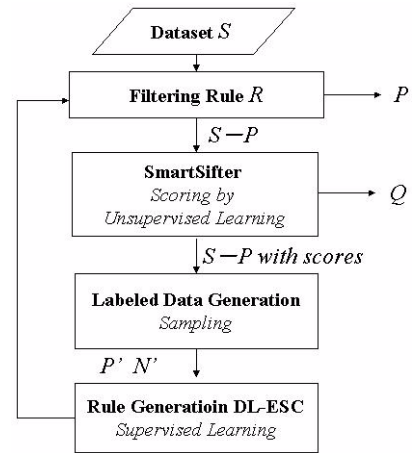 Dataset S
Filtering Rule R
P
S－P
SmartSifter
Scoring by
Unsupervised Learning
Q
S－P with scores
Labeled Data Generation
Sampling
P’ N’
Rule Generatioin DL-ESC
Supervised Learning